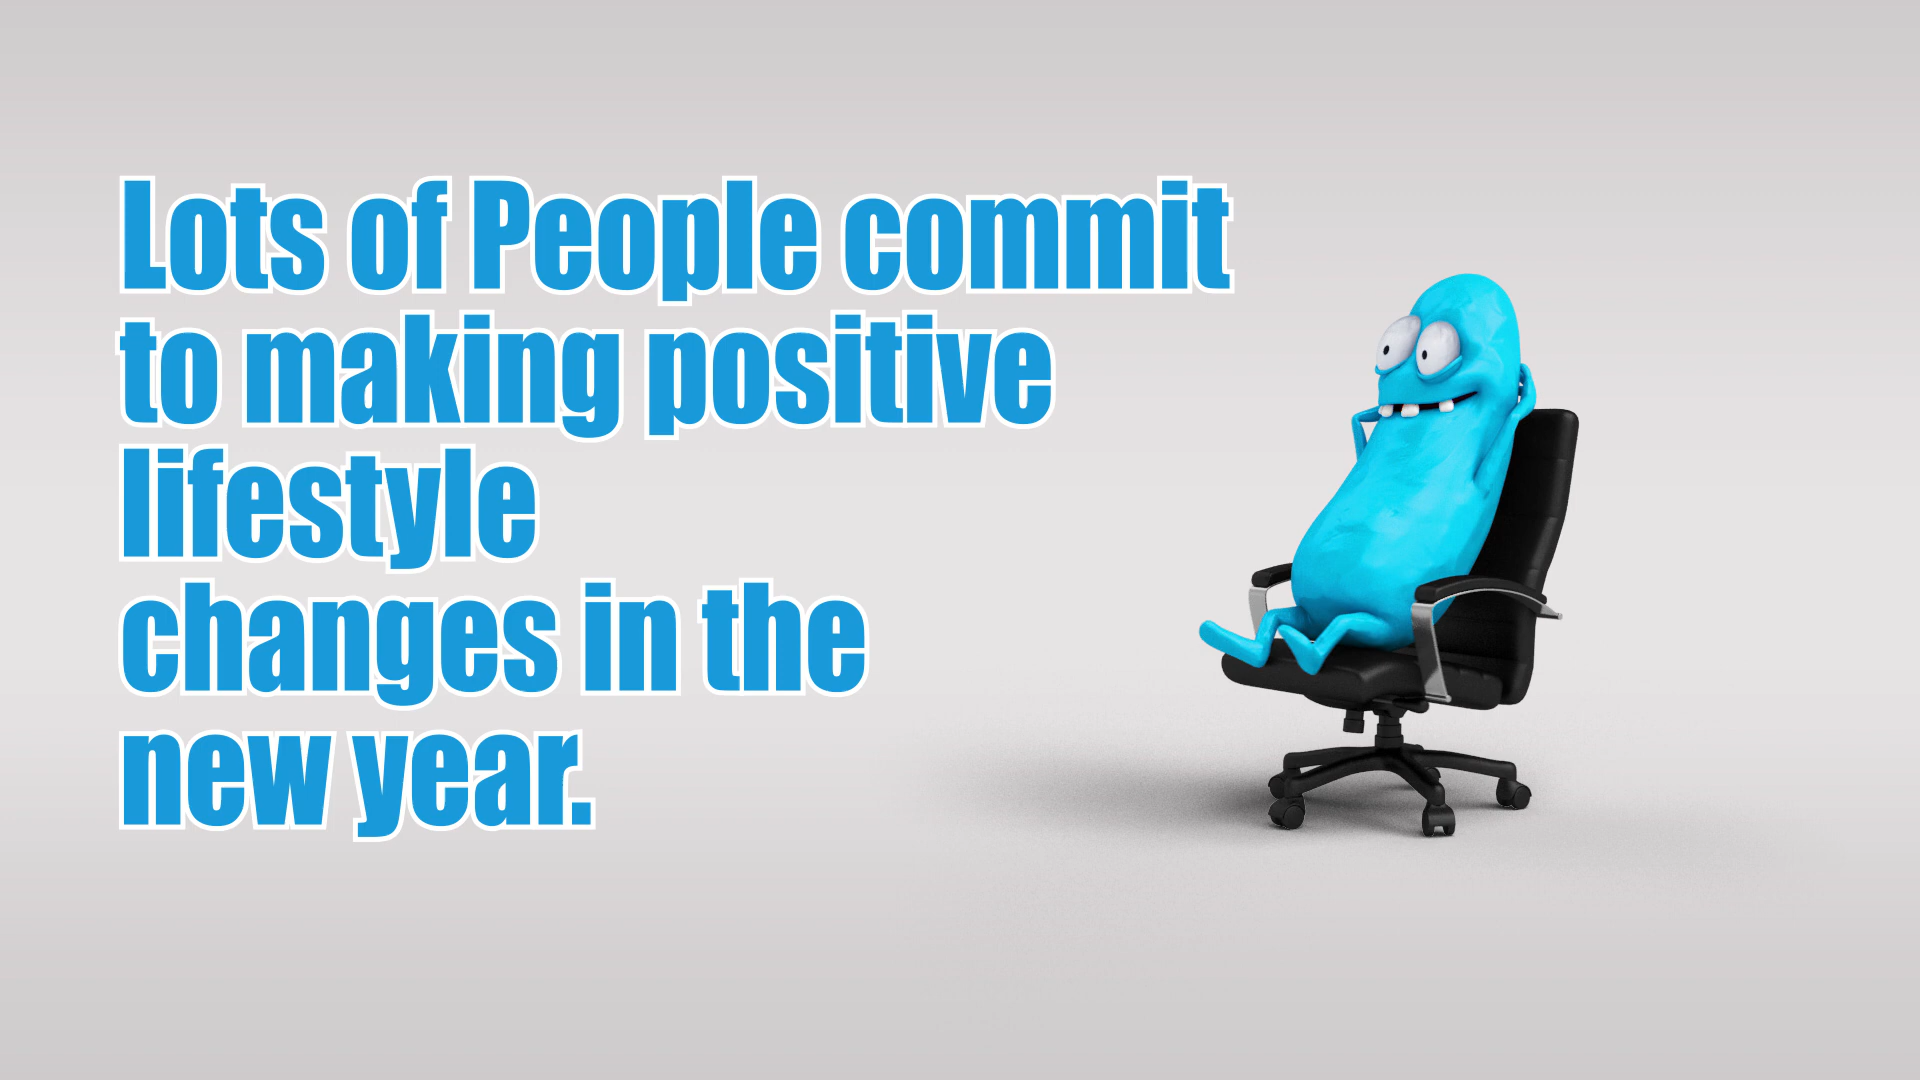 Lots of People commit
to making positive
lifestyle
changes in the
new year.